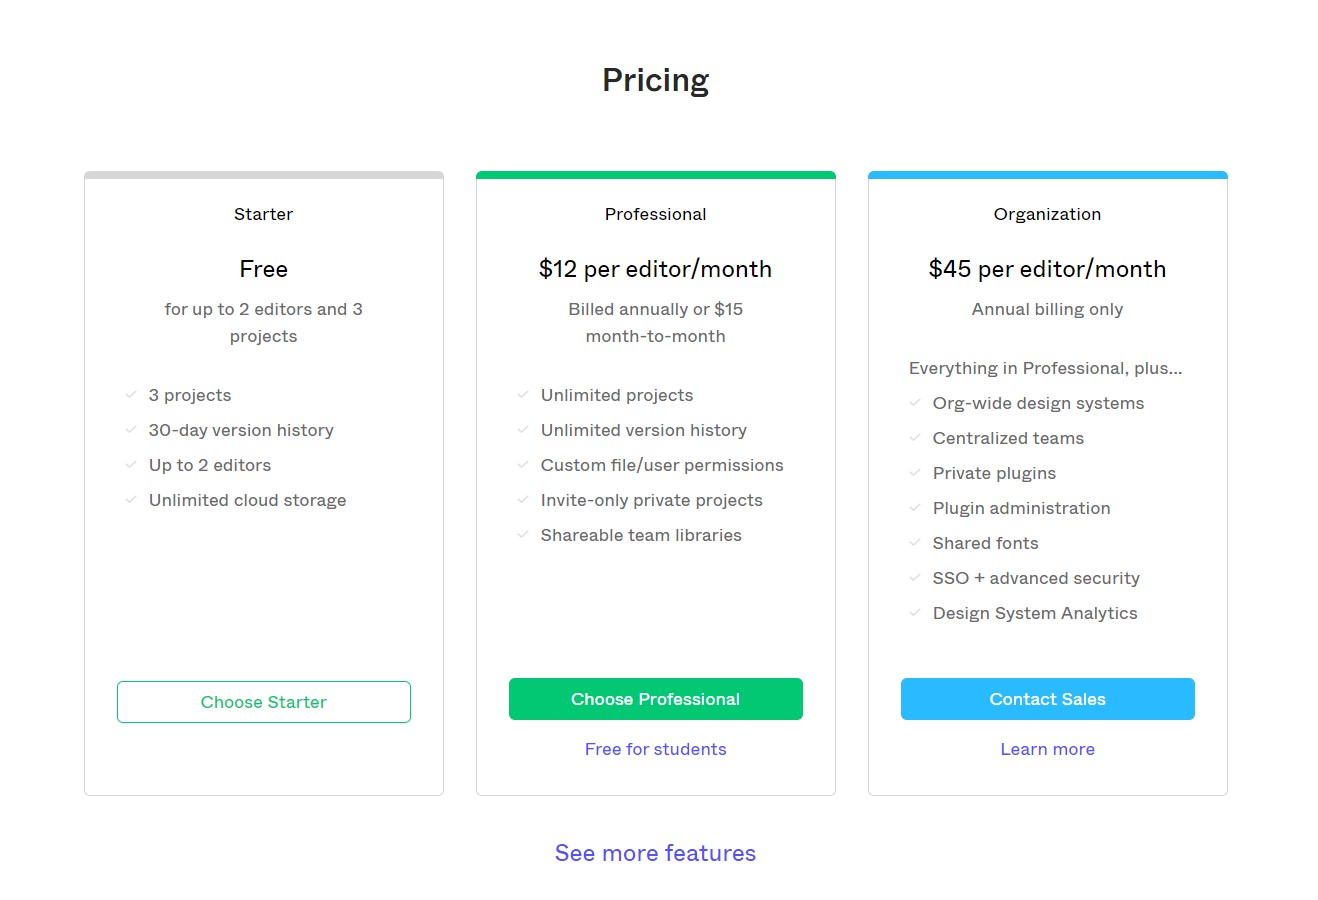 Pricing
Starter
Free
for up to 2 editors and 3
projects
3 projects
30-day version history
Up to 2 editors
Unlimited cloud storage
Choose Starter
Professional
$12 per editor/month
Billed annually or $15
month-to-month
Unlimited projects
Unlimited version history
Custom file/user permissions
Invite-only private projects
Shareable team libraries
Choose Professional
Free for students
Organization
$45 per editor/month
Annual billing only
Everything in Professional, plus...
Org-wide design systems
Centralized teams
Private plugins
Plugin administration
Shared fonts
SSO + advanced security
Design System Analytics
Contact Sales
Learn more
See more features